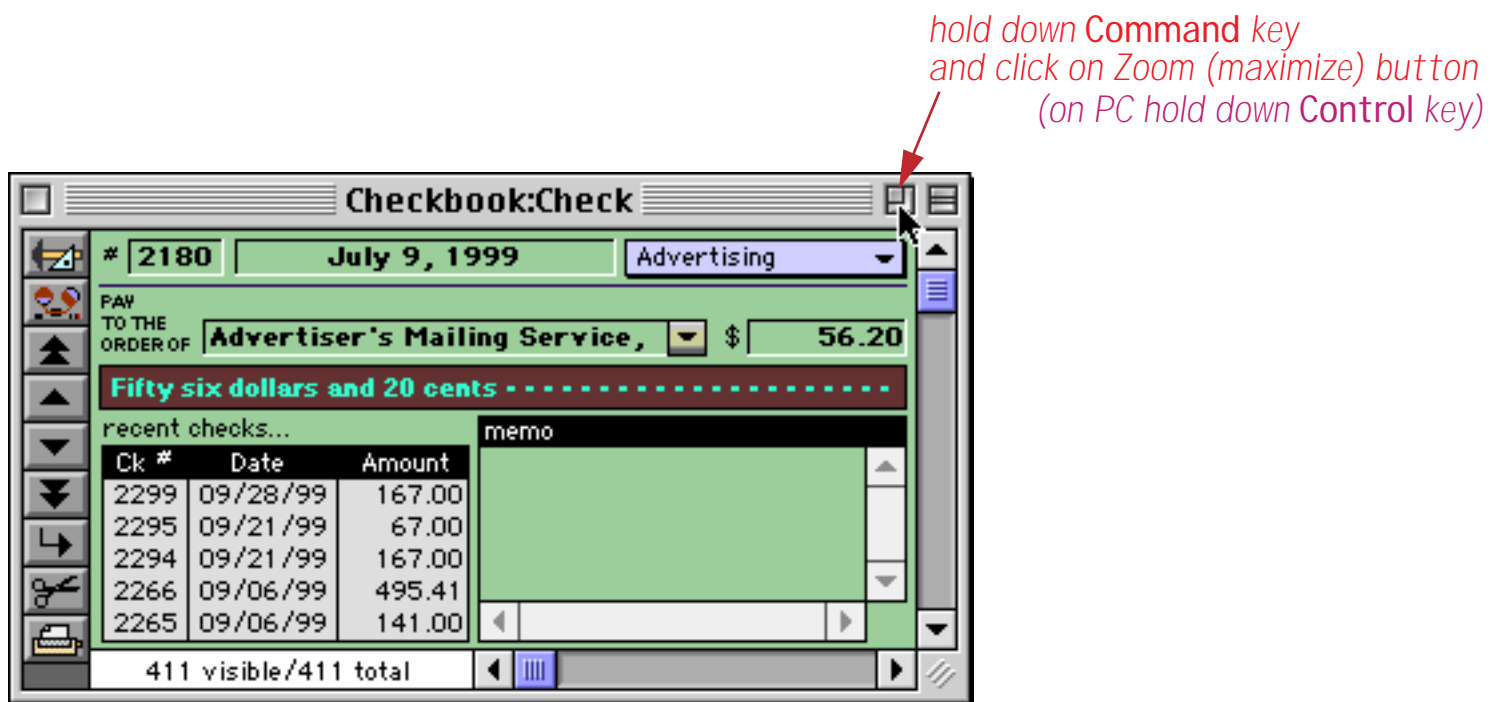 hold down Command key
and click on Zoom (maximize) button
(on PC hold down Control key)
Checkbook:Check
# 2180 July 9, 1999 Advertising
PAY
TO THE
ORDER OF Advertiser's Mailing Service, $ 56.20
Fifty six dollars and 20 cents - - - - - - - - - - - - - - - - - - - - - -
recent checks... memo
Ck # Date Amount
2299 09/28/99 167.00
2295 09/21/99 67.00
2294 09/21/99 167.00
2266 09/06/99 495.41
2265 09/06/99 141.00
411 visible/411 total